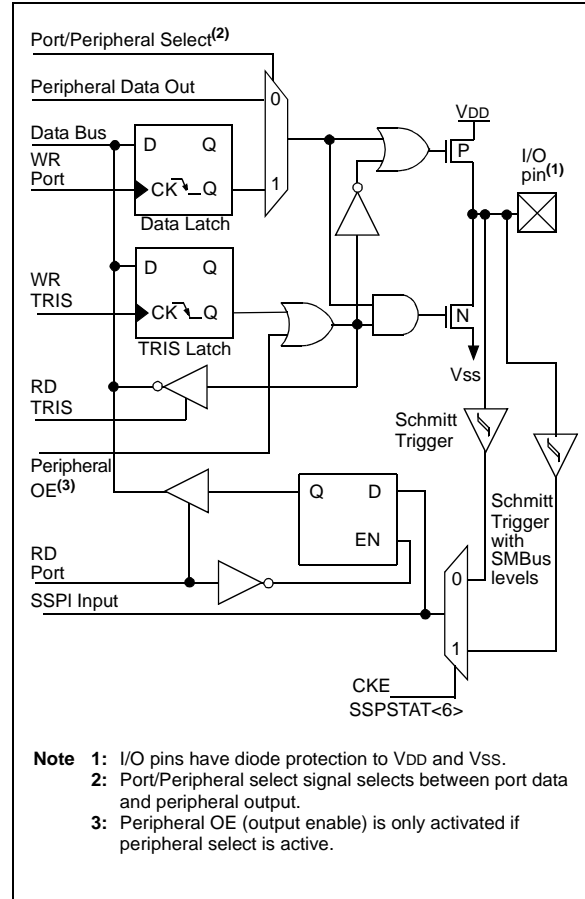 Port/Peripheral Select(2)
Peripheral Data Out
0
1
Data Bus
WR
Port
D Q
CK Q
Data Latch
VDD
P
I/O
pin(1)
WR
TRIS
D Q
CK Q
TRIS Latch
N
Vss
RD
TRIS
Peripheral
OE(3)
Schmitt
Trigger
Q D
EN
Schmitt
Trigger
with
SMBus
levels
RD
Port
SSPI Input
0
1
CKE
SSPSTAT<6>
Note 1: I/O pins have diode protection to VDD and VSS.
2: Port/Peripheral select signal selects between port data
and peripheral output.
3: Peripheral OE (output enable) is only activated if
peripheral select is active.